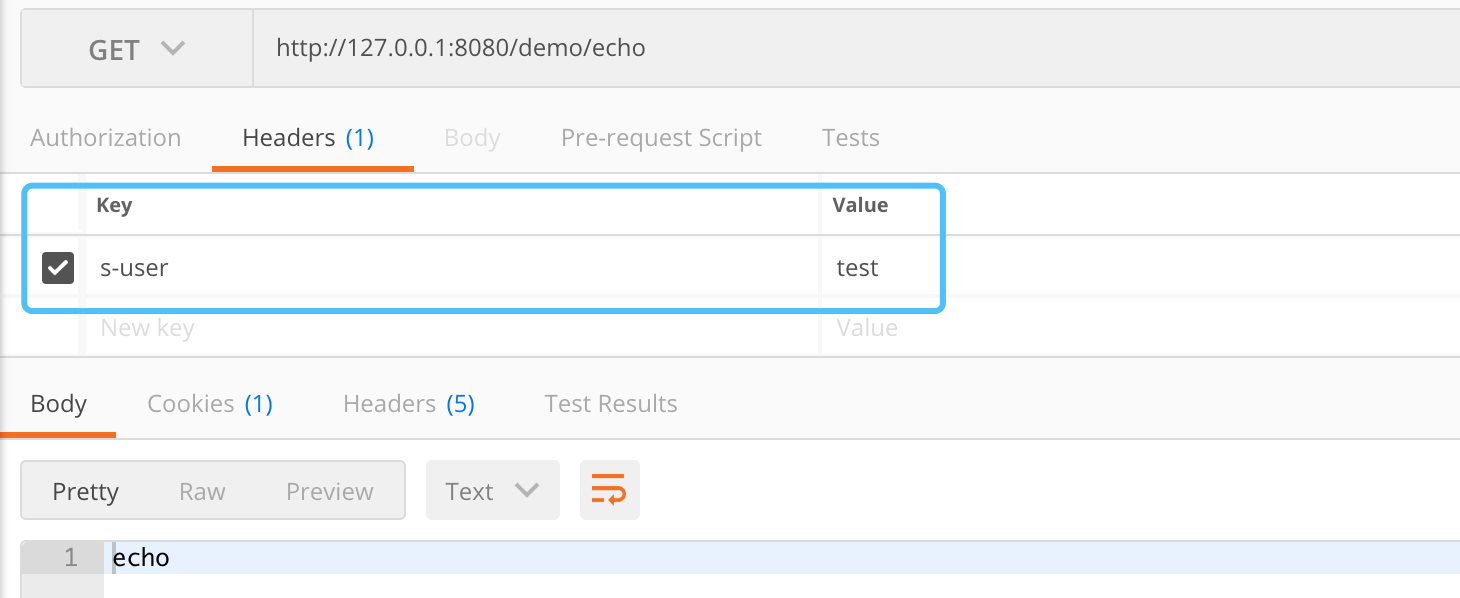 GET http://127.0.0.1:8080/demo/echo
Authorization Headers (1) Body Pre-request Script Tests
Key Value
s-user test
New key Value
Body Cookies (1) Headers (5) Test Results
Pretty Raw Preview Text
1 echo